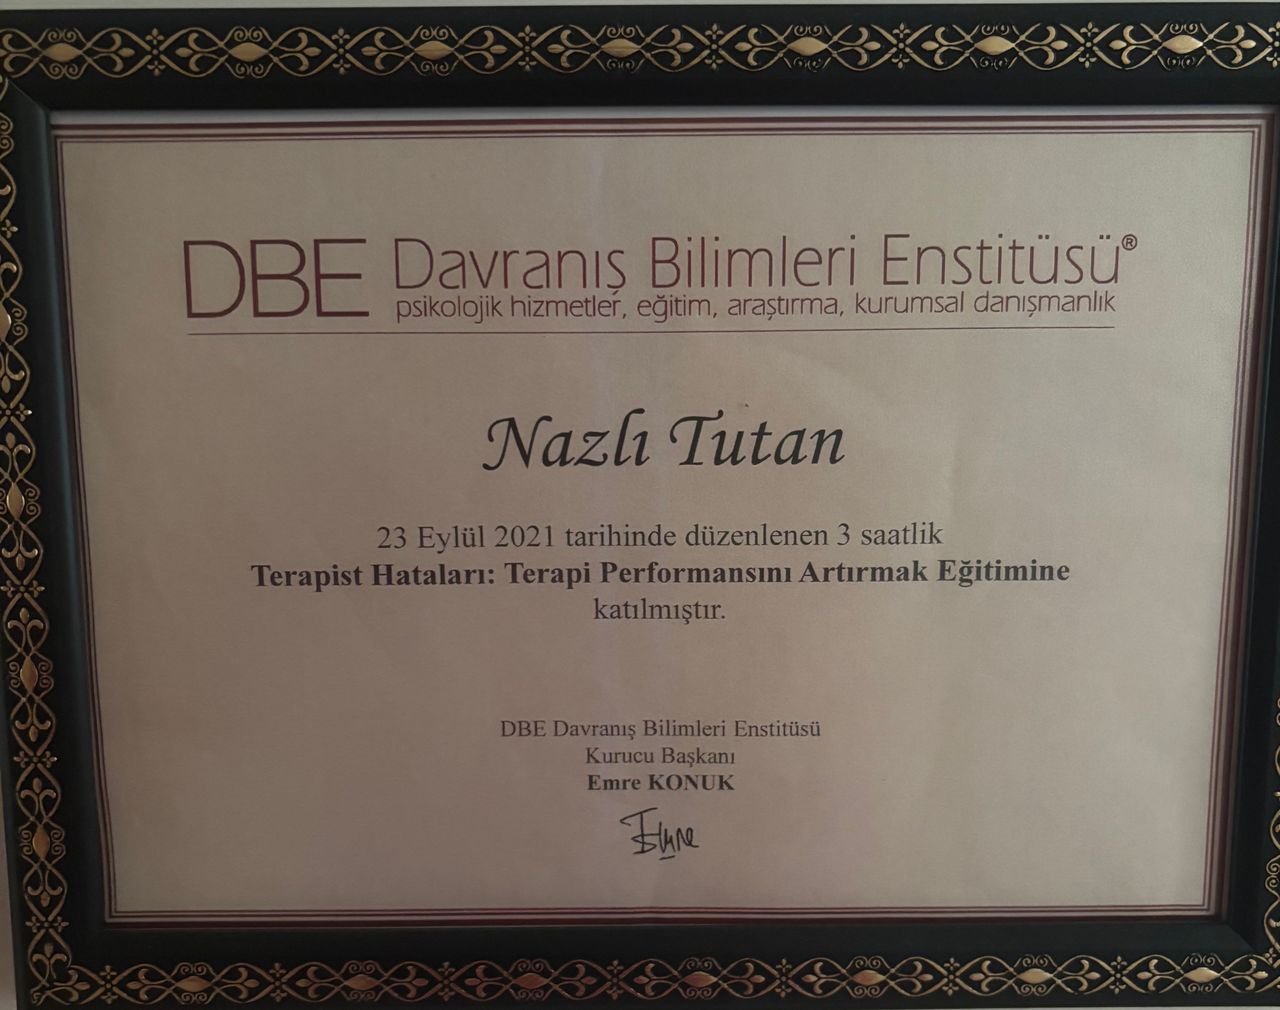 DBE Davranış Bilimleri Enstitüsü®
psikolojik hizmetler, eğitim, araştırma, kurumsal danışmanlık
Nazlı Tutan
23 Eylül 2021 tarihinde düzenlenen 3 saatlik
Terapist Hataları: Terapi Performansını Artırmak Eğitimine
katılmıştır.
DBE Davranış Bilimleri Enstitüsü
Kurucu Başkanı
Emre KONUK
Emre